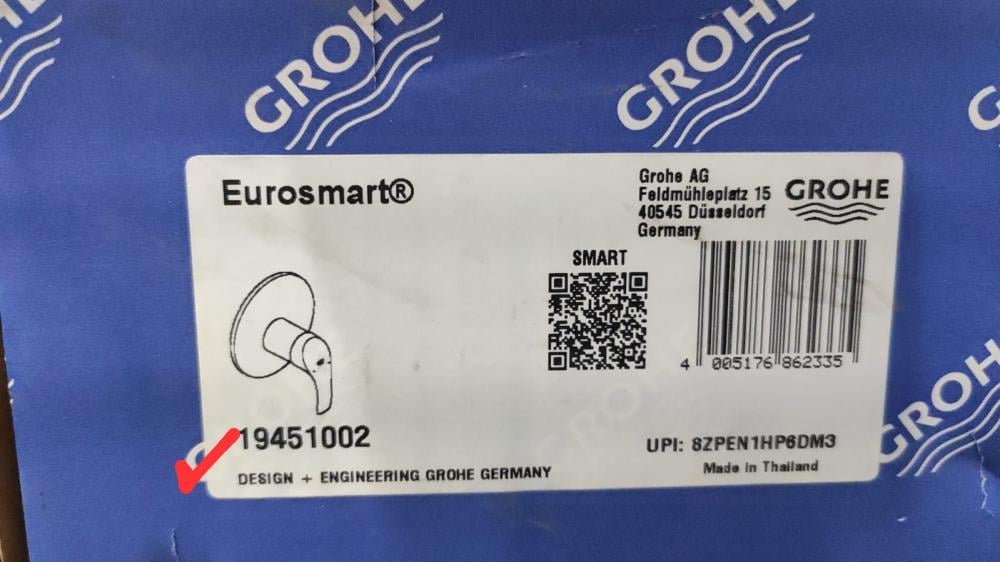 GROHE
GROHE
Eurosmart®
Grohe AG
Feldmühleplatz 15
40545 Düsseldorf
Germany
GROHE
SMART
4 005176 862335
19451002
UPI: 8ZPEN1HP6DM3
DESIGN + ENGINEERING GROHE GERMANY
Made in Thailand
GROHE
GROHE